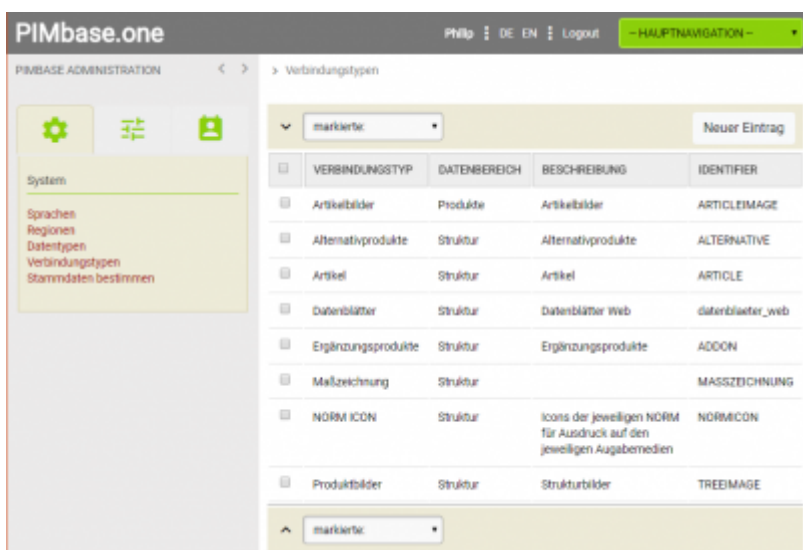 PIMbase.one
Philip ⋮ DE EN ⋮ Logout
-- HAUPTNAVIGATION --
PIMBASE ADMINISTRATION < >
> Verbindungstypen
markierte:
Neuer Eintrag
System
Sprachen
Regionen
Datentypen
Verbindungstypen
Stammdaten bestimmen
VERBINDUNGSTYP DATENBEREICH BESCHREIBUNG IDENTIFIER
Artikelbilder Produkte Artikelbilder ARTICLEIMAGE
Alternativprodukte Struktur Alternativprodukte ALTERNATIVE
Artikel Struktur Artikel ARTICLE
Datenblätter Struktur Datenblätter Web datenblaeter_web
Ergänzungsprodukte Struktur Ergänzungsprodukte ADDON
Maßzeichnung Struktur MASSZEICHNUNG
NORM ICON Struktur Icons der jeweiligen NORM NORMICON
für Ausdruck auf den
jeweiligen Augabemedien
Produktbilder Struktur Strukturbilder TREEIMAGE
markierte: